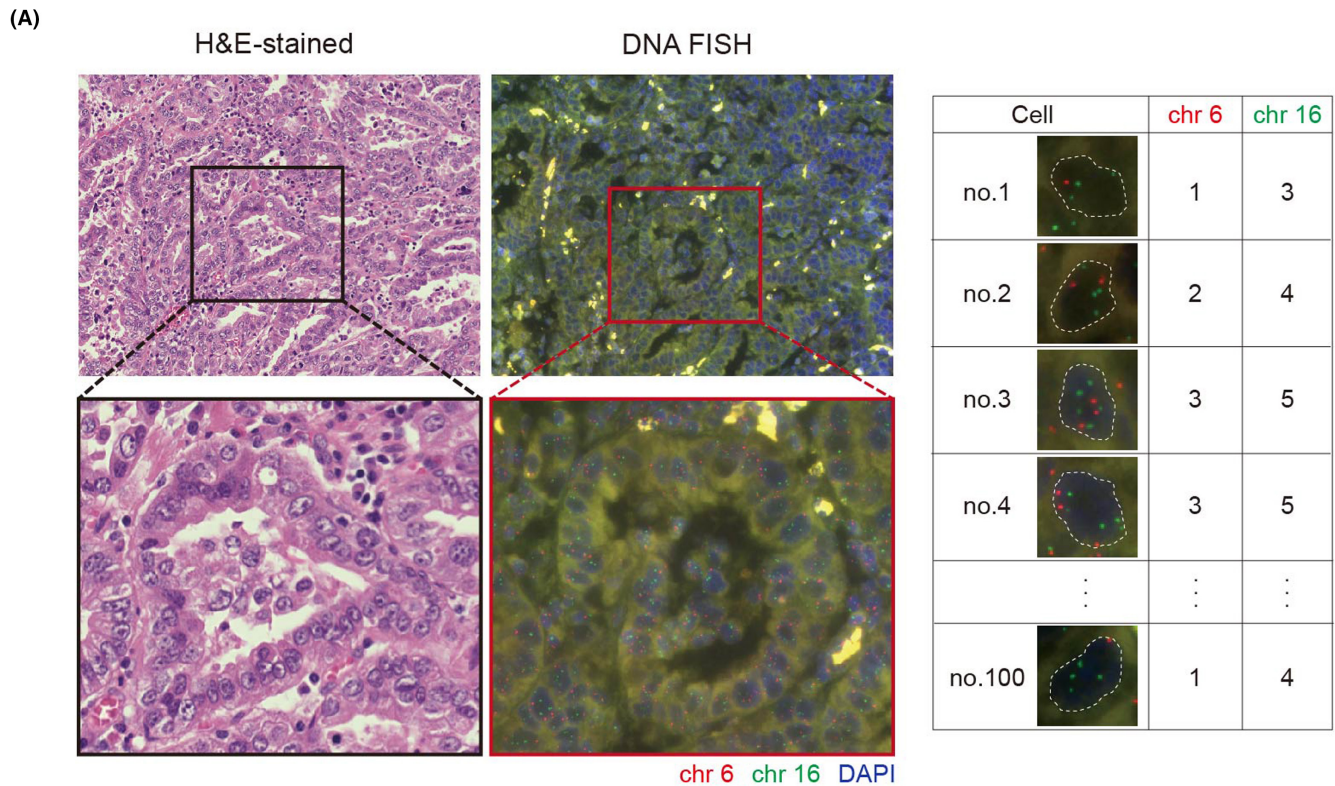 (A)
H&E-stained
DNA FISH
chr 6 chr 16 DAPI
Cell chr 6 chr 16
no.1 1 3
no.2 2 4
no.3 3 5
no.4 3 5
⋮ ⋮ ⋮
no.100 1 4